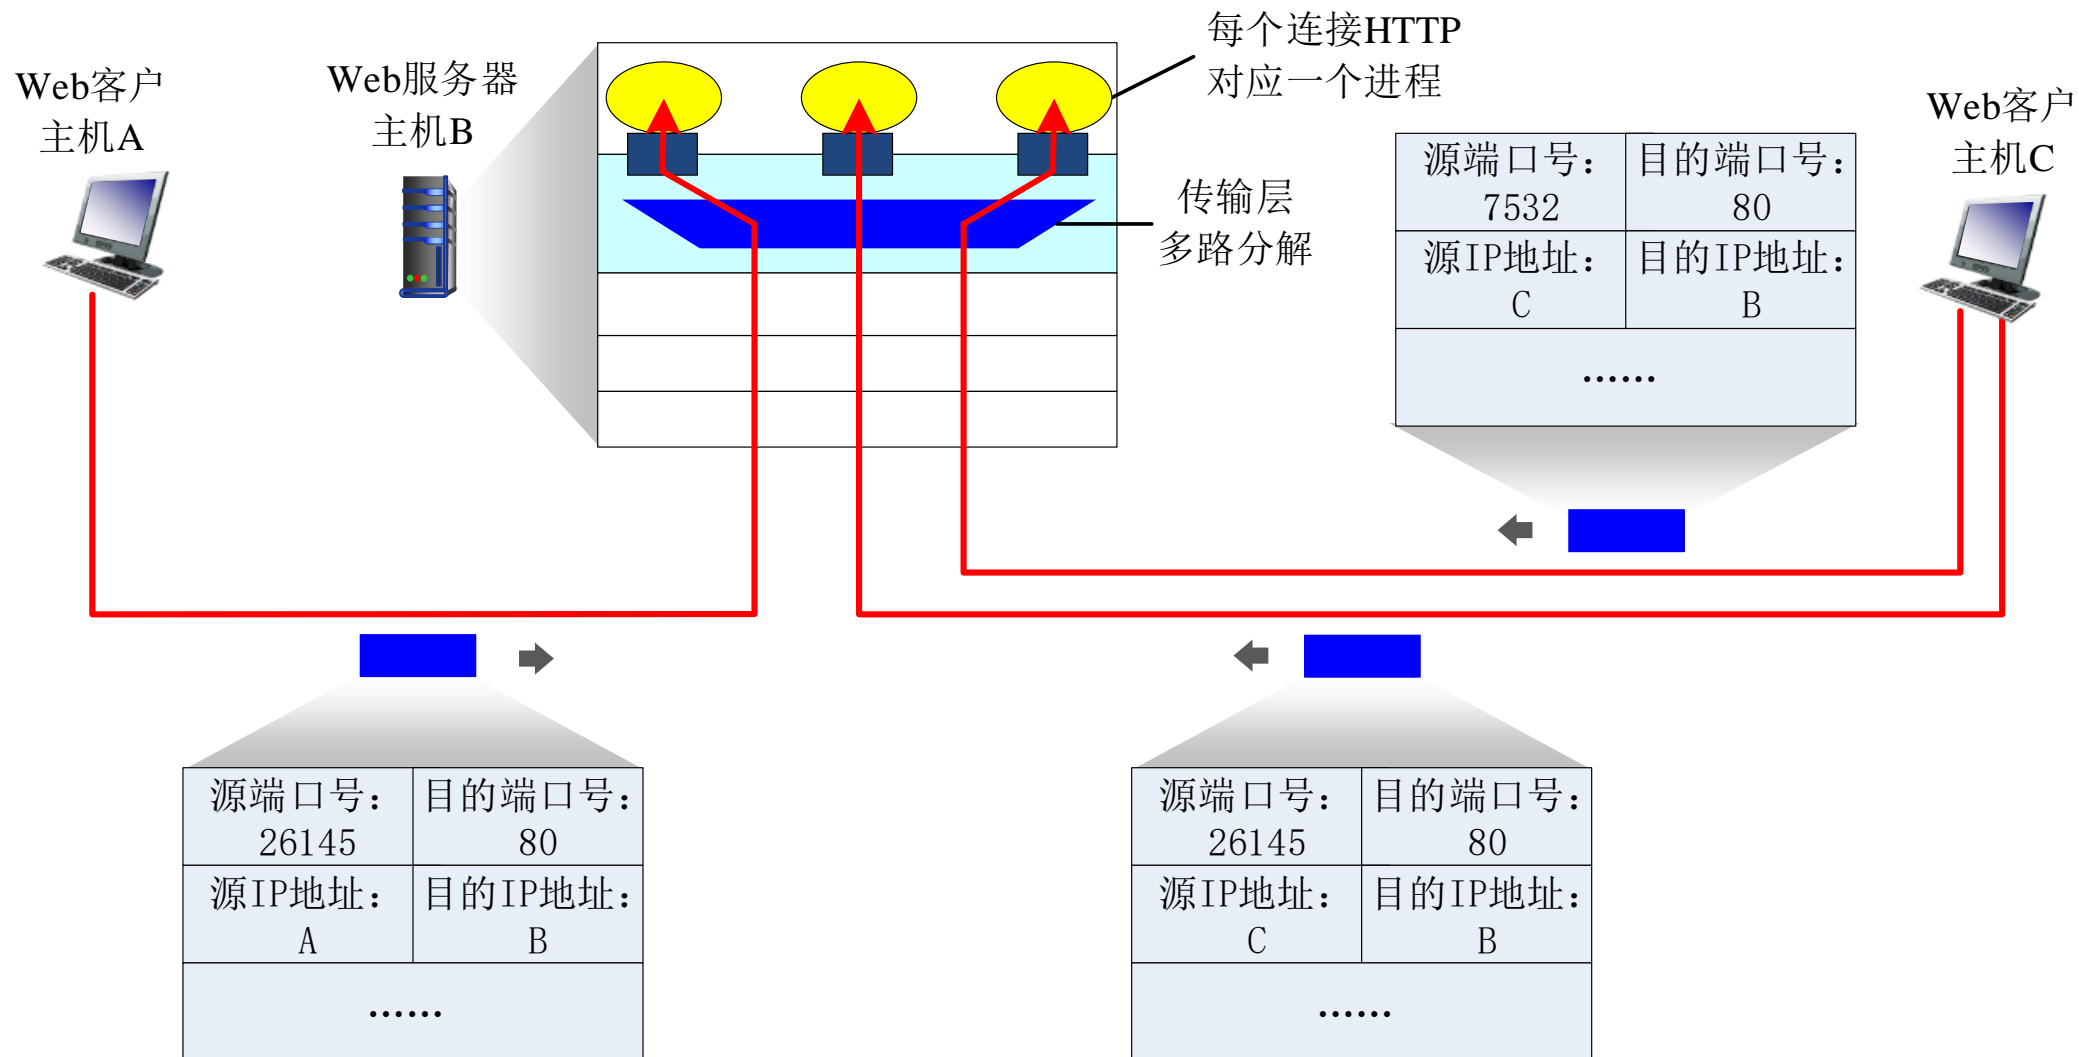 每个连接HTTP
对应一个进程
Web客户
主机A
Web服务器
主机B
Web客户
主机C
传输层
多路分解
源端口号：
7532
目的端口号：
80
源IP地址：
C
目的IP地址：
B
……
源端口号：
26145
目的端口号：
80
源IP地址：
A
目的IP地址：
B
……
源端口号：
26145
目的端口号：
80
源IP地址：
C
目的IP地址：
B
……